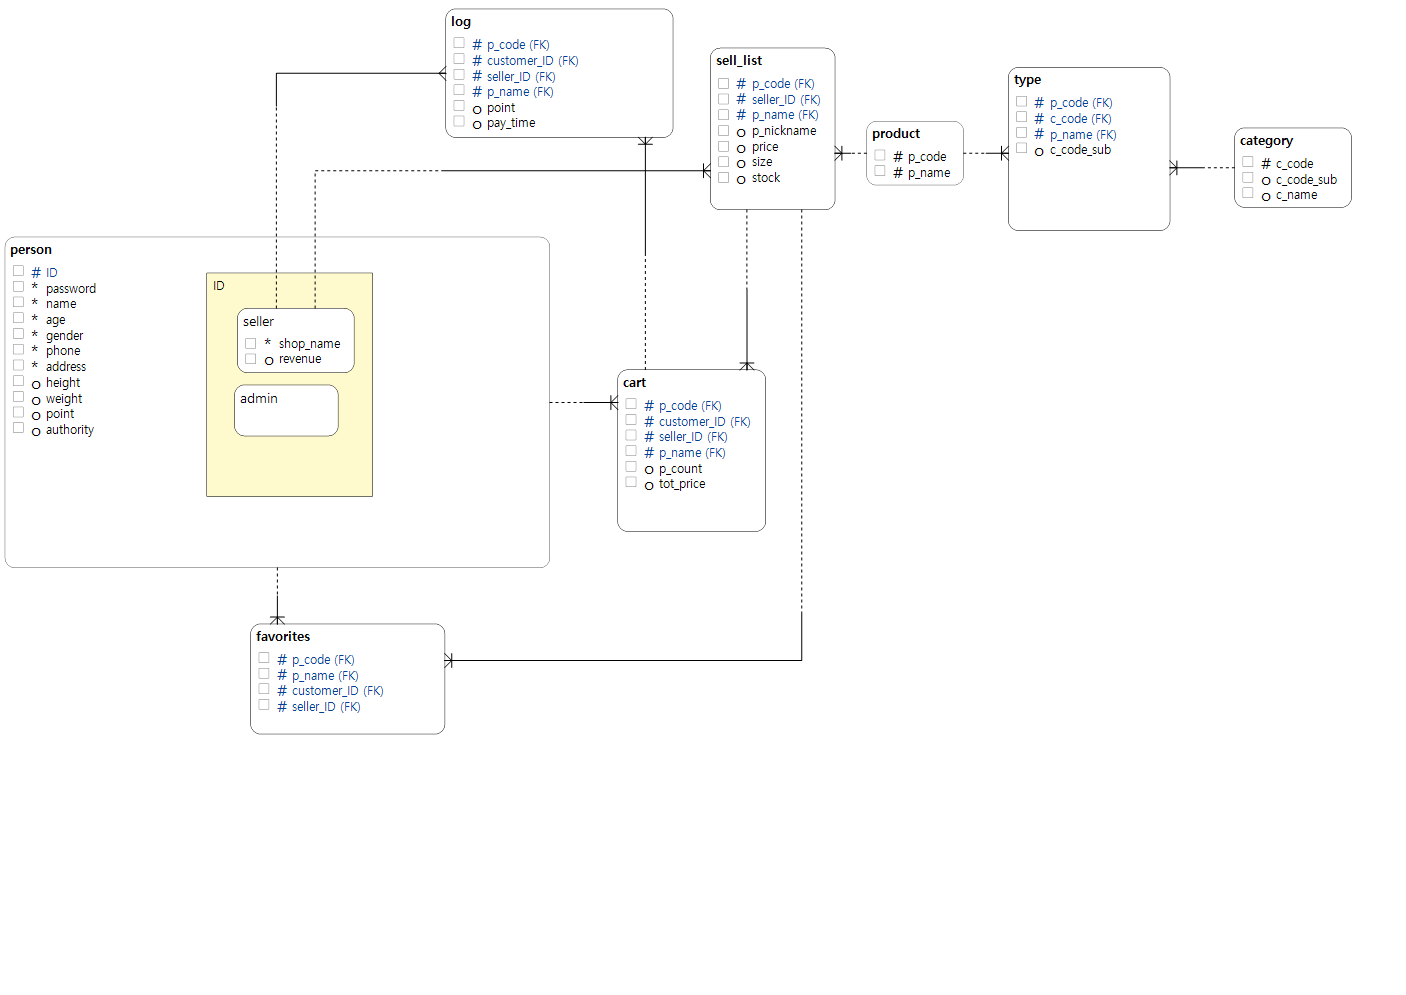 log
# p_code (FK)
# customer_ID (FK)
# seller_ID (FK)
# p_name (FK)
o point
o pay_time
sell_list
# p_code (FK)
# seller_ID (FK)
# p_name (FK)
o p_nickname
o price
o size
o stock
product
# p_code
# p_name
type
# p_code (FK)
# c_code (FK)
# p_name (FK)
o c_code_sub
category
# c_code
o c_code_sub
o c_name
person
# ID
* password
* name
* age
* gender
* phone
* address
o height
o weight
o point
o authority
ID
seller
* shop_name
o revenue
admin
cart
# p_code (FK)
# customer_ID (FK)
# seller_ID (FK)
# p_name (FK)
o p_count
o tot_price
favorites
# p_code (FK)
# p_name (FK)
# customer_ID (FK)
# seller_ID (FK)